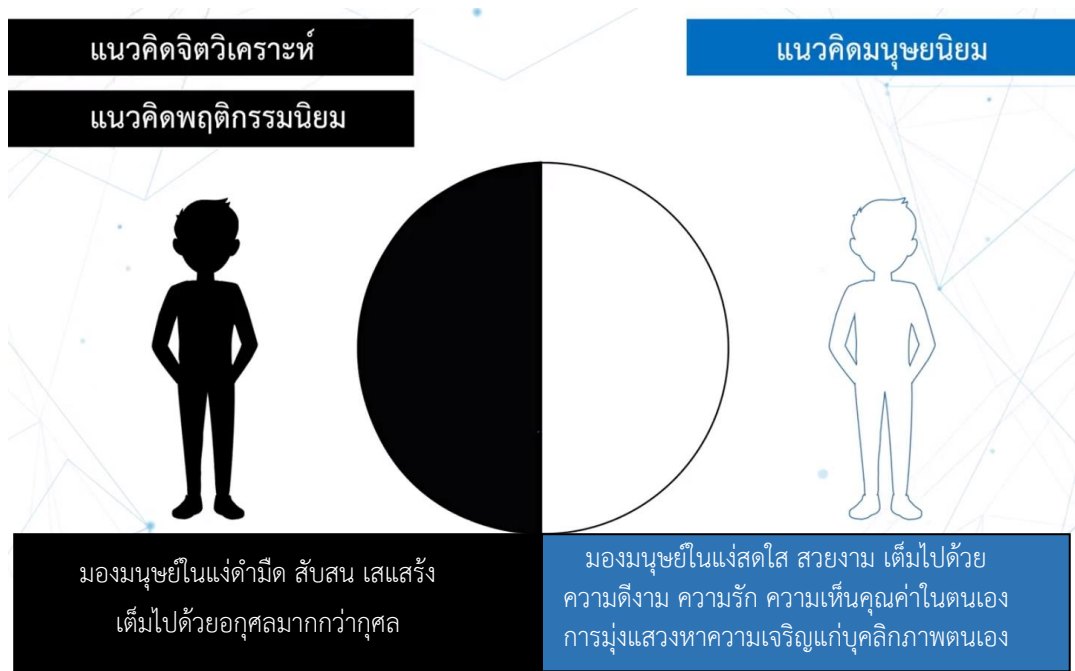 แนวคิดจิตวิเคราะห์
แนวคิดพฤติกรรมนิยม
แนวคิดมนุษยนิยม
มองมนุษย์ในแง่ดำมืด สับสน เสแสร้ง
เต็มไปด้วยอกุศลมากกว่ากุศล
มองมนุษย์ในแง่สดใส สวยงาม เต็มไปด้วย
ความดีงาม ความรัก ความเห็นคุณค่าในตนเอง
การมุ่งแสวงหาความเจริญแก่บุคลิกภาพตนเอง